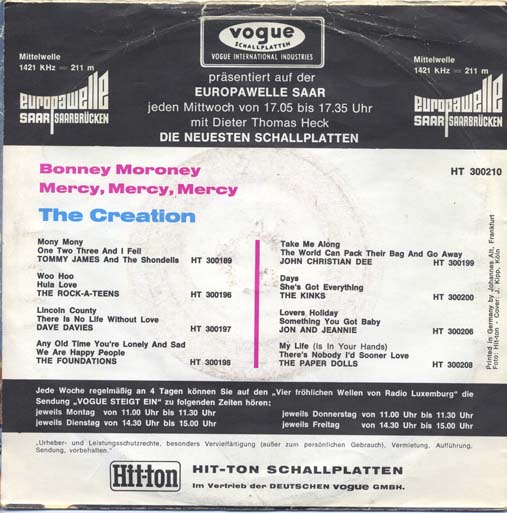 vogue
SCHALLPLATTEN
VOGUE INTERNATIONAL INDUSTRIES
Mittelwelle
1421 KHz — 211 m
europawelle
SAAR SAARBRÜCKEN
präsentiert auf der
EUROPAWELLE SAAR
jeden Mittwoch von 17.05 bis 17.35 Uhr
mit Dieter Thomas Heck
DIE NEUESTEN SCHALLPLATTEN
Mittelwelle
1421 KHz — 211 m
europawelle
SAAR SAARBRÜCKEN
Bonney Moroney
Mercy, Mercy, Mercy
The Creation
HT 300210
Mony Mony
One Two Three And I Fell
TOMMY JAMES And The Shondells HT 300189
Woo Hoo
Hula Love
THE ROCK-A-TEENS HT 300196
Lincoln County
There Is No Life Without Love
DAVE DAVIES HT 300197
Any Old Time You're Lonely And Sad
We Are Happy People
THE FOUNDATIONS HT 300198
Take Me Along
The World Can Pack Their Bag And Go Away
JOHN CHRISTIAN DEE HT 300199
Days
She's Got Everything
THE KINKS HT 300200
Lovers Holiday
Something You Got Baby
JON AND JEANNIE HT 300206
My Life (Is In Your Hands)
There's Nobody I'd Sooner Love
THE PAPER DOLLS HT 300208
Printed in Germany by Johannes Alt, Frankfurt
Foto: Hit-ton - Cover: J. Kipp, Köln
Jede Woche regelmäßig an 4 Tagen können Sie auf den „Vier fröhlichen Wellen von Radio Luxemburg" die
Sendung „VOGUE STEIGT EIN" zu folgenden Zeiten hören:
jeweils Montag von 11.00 Uhr bis 11.30 Uhr
jeweils Dienstag von 14.30 Uhr bis 15.00 Uhr
jeweils Donnerstag von 11.00 Uhr bis 11.30 Uhr
jeweils Freitag von 14.30 Uhr bis 15.00 Uhr
„Urheber- und Leistungsschutzrechte, besonders Vervielfältigung (außer zum persönlichen Gebrauch), Vermietung, Aufführung,
Sendung, vorbehalten."
Hit-ton
HIT-TON SCHALLPLATTEN
Im Vertrieb der DEUTSCHEN vogue GMBH.